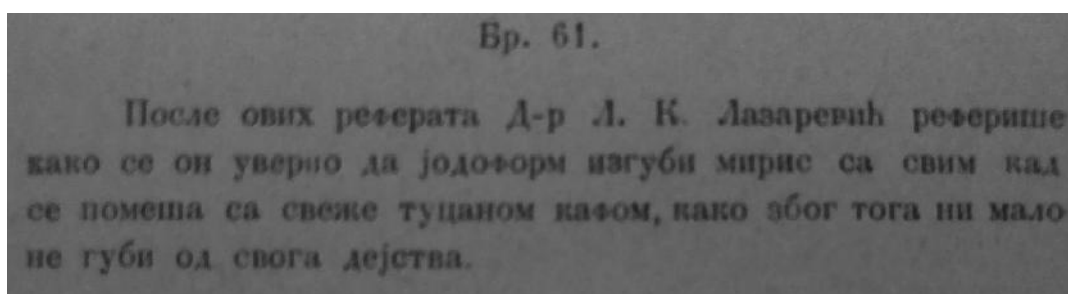 Бр. 61.
После ових реферата Д-р Л. К. Лазаревић реферише
како се он уверио да јодоформ изгуби мирис са свим кад
се помеша са свеже туцаном кафом, како због тога ни мало
не губи од свога дејства.